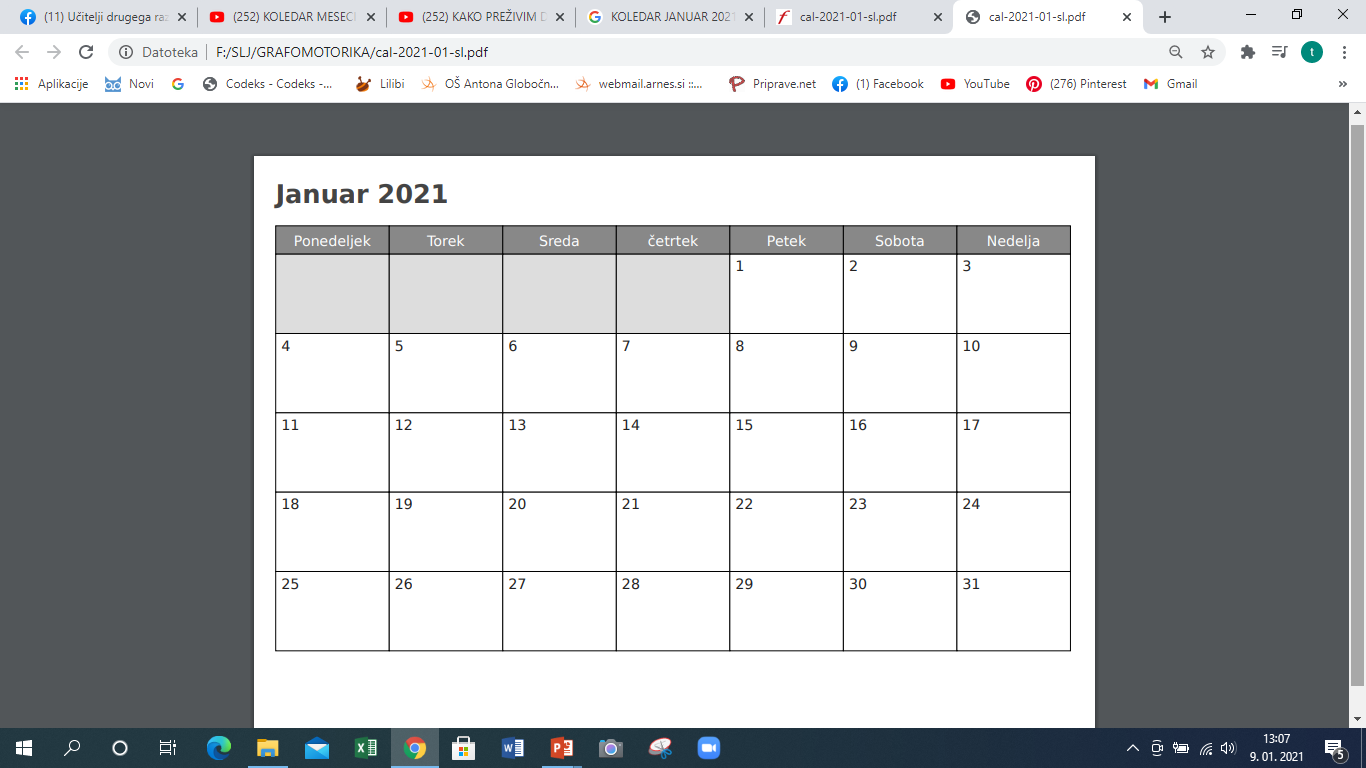 (11) Učitelji drugega ra
(252) KOLEDAR MESECI
(252) KAKO PREŽIVIM D
KOLEDAR JANUAR 2021
cal-2021-01-sl.pdf
cal-2021-01-sl.pdf
Datoteka | F:/SLJ/GRAFOMOTORIKA/cal-2021-01-sl.pdf
t
Aplikacije Novi Codeks - Codeks -... Lilibi OŠ Antona Globočn... webmail.arnes.si ::... Priprave.net (1) Facebook YouTube (276) Pinterest Gmail »
Januar 2021
Ponedeljek Torek Sreda četrtek Petek Sobota Nedelja
1 2 3
4 5 6 7 8 9 10
11 12 13 14 15 16 17
18 19 20 21 22 23 24
25 26 27 28 29 30 31
13:07
9. 01. 2021
5